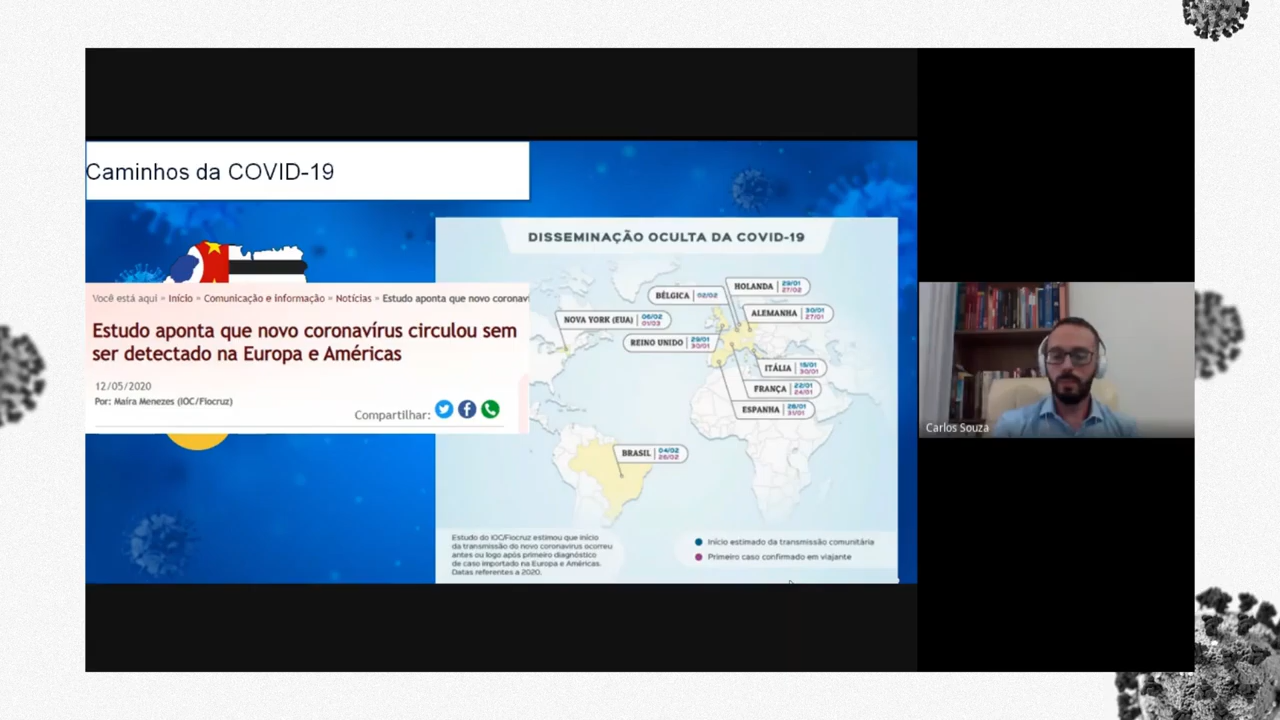 Caminhos da COVID-19
Você está aqui » Início » Comunicação e informação » Notícias » Estudo aponta que novo coronaví
Estudo aponta que novo coronavírus circulou sem
ser detectado na Europa e Américas
12/05/2020
Por: Maíra Menezes (IOC/Fiocruz)
Compartilhar:
DISSEMINAÇÃO OCULTA DA COVID-19
HOLANDA 29/01
27/02
BÉLGICA 02/02
ALEMANHA 30/01
27/01
NOVA YORK (EUA) 06/02
01/03
REINO UNIDO 29/01
30/01
ITÁLIA 19/01
30/01
FRANÇA 22/01
24/01
ESPANHA 28/01
31/01
BRASIL 04/02
26/02
Estudo do IOC/Fiocruz estimou que início
da transmissão do novo coronavírus ocorreu
antes ou logo após primeiro diagnóstico
de caso importado na Europa e Américas.
Datas referentes a 2020.
Início estimado da transmissão comunitária
Primeiro caso confirmado em viajante
Carlos Souza